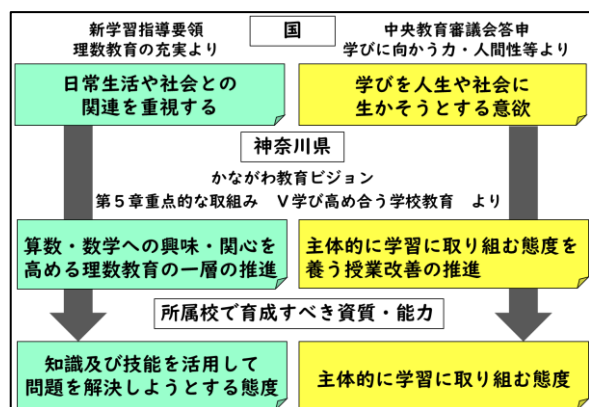 国
新学習指導要領
理数教育の充実より
中央教育審議会答申
学びに向かう力・人間性等より
日常生活や社会との
関連を重視する
学びを人生や社会に
生かそうとする意欲
神奈川県
かながわ教育ビジョン
第5章重点的な取組み Ⅴ学び高め合う学校教育 より
算数・数学への興味・関心を
高める理数教育の一層の推進
主体的に学習に取り組む態度を
養う授業改善の推進
所属校で育成すべき資質・能力
知識及び技能を活用して
問題を解決しようとする態度
主体的に学習に取り組む態度